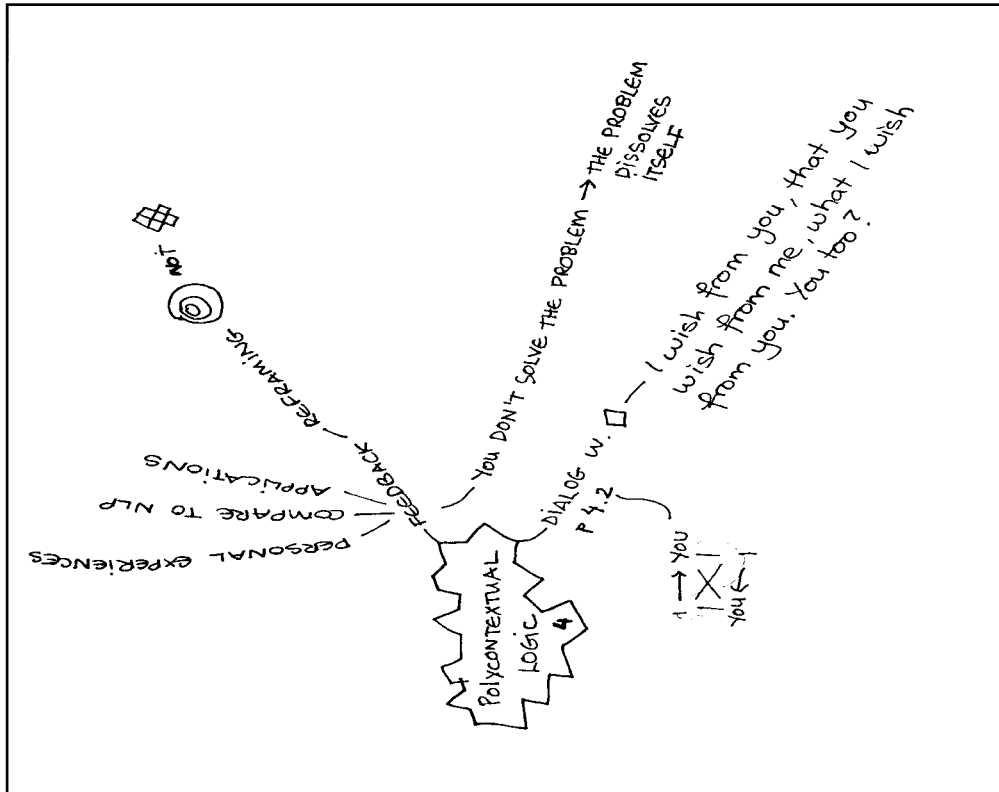 POLYCONTEXTUAL
LOGIC 4
FEEDBACK
PERSONAL EXPERIENCES
COMPARE TO NLP
APPLICATIONS
REFRAMING
NOT
YOU DON'T SOLVE THE PROBLEM → THE PROBLEM
DISSOLVES
ITSELF
DIALOG W.
P 4.2
I wish from you, that you
wish from me, what I wish
from you. You too?
I → YOU
YOU ← I